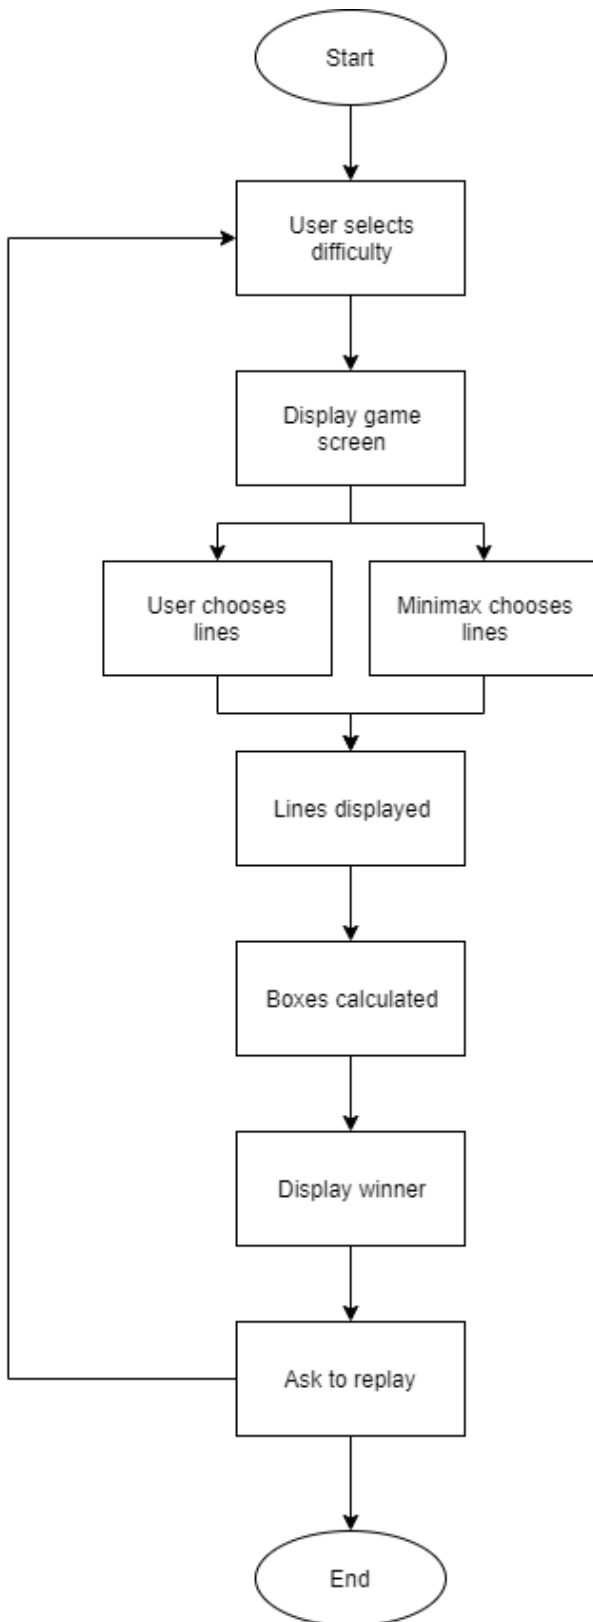 Start
User selects
difficulty
Display game
screen
User chooses
lines
Minimax chooses
lines
Lines displayed
Boxes calculated
Display winner
Ask to replay
End